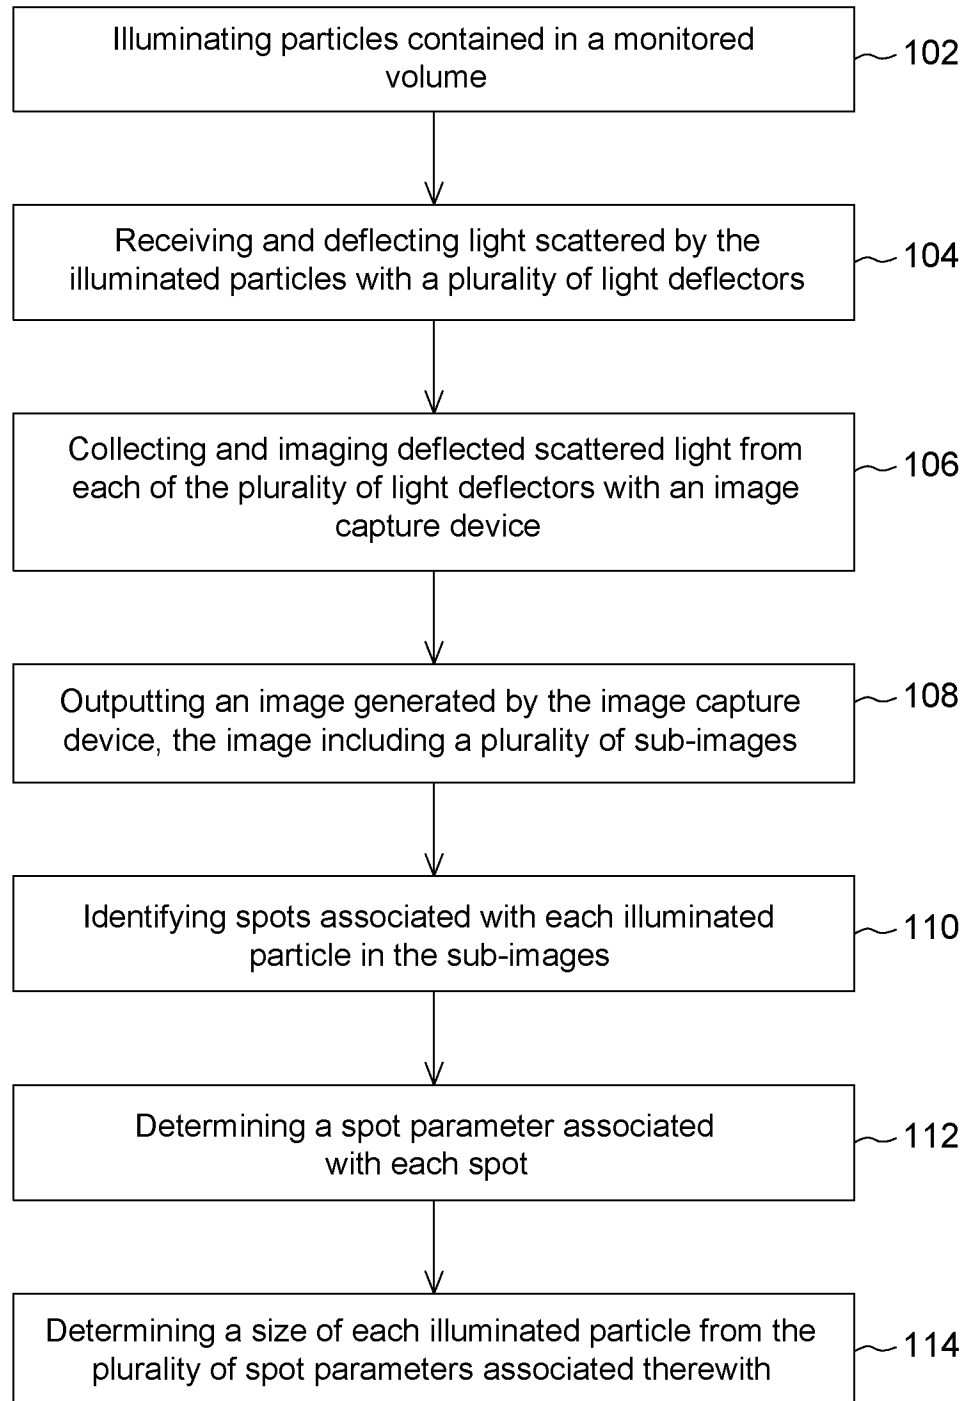 Illuminating particles contained in a monitored
volume
102
Receiving and deflecting light scattered by the
illuminated particles with a plurality of light deflectors
104
Collecting and imaging deflected scattered light from
each of the plurality of light deflectors with an image
capture device
106
Outputting an image generated by the image capture
device, the image including a plurality of sub-images
108
Identifying spots associated with each illuminated
particle in the sub-images
110
Determining a spot parameter associated
with each spot
112
Determining a size of each illuminated particle from the
plurality of spot parameters associated therewith
114